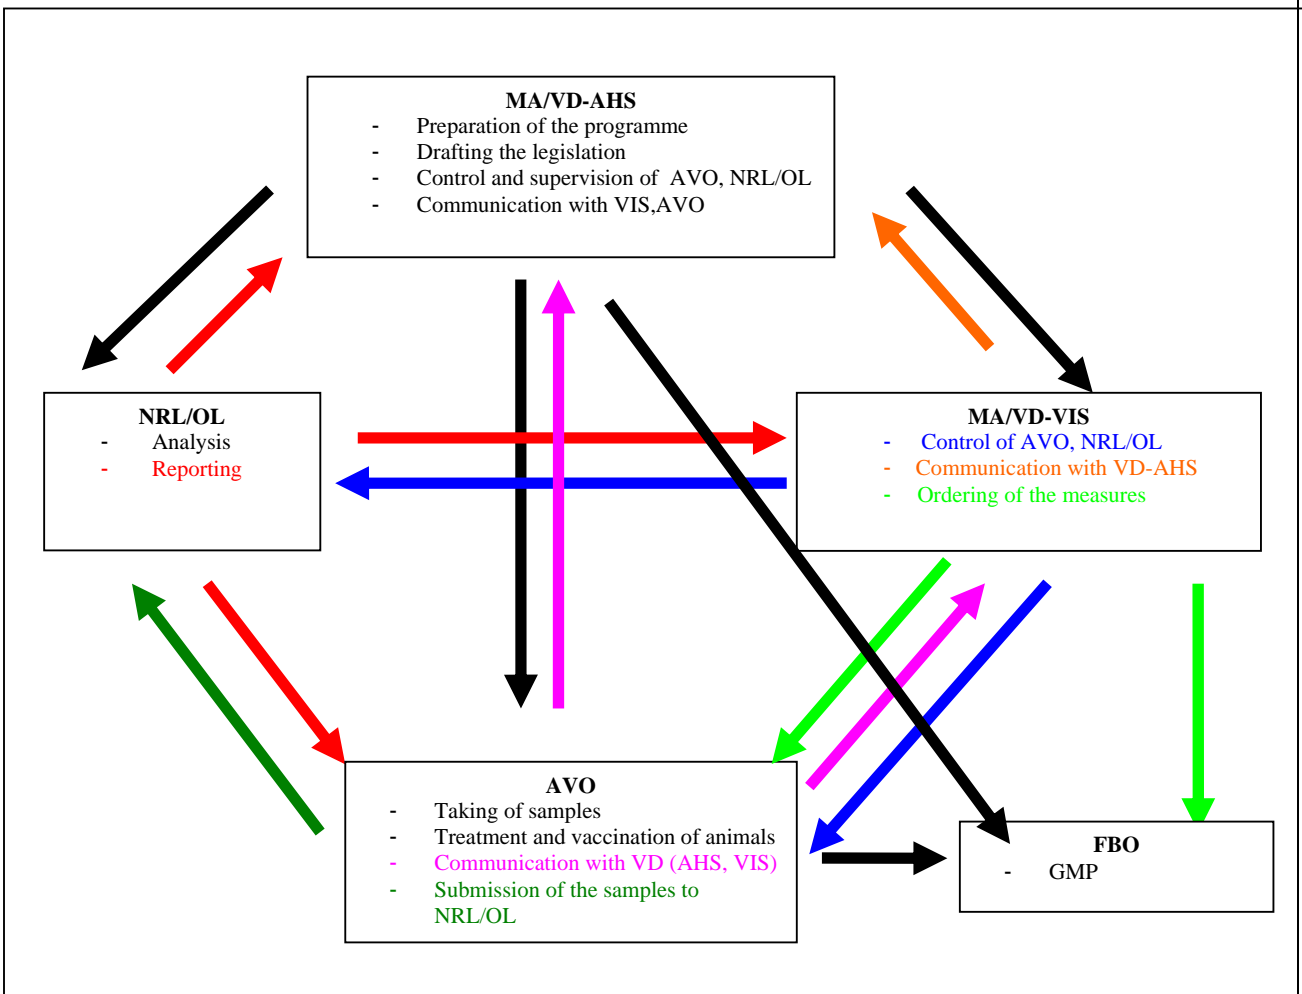 MA/VD-AHS
- Preparation of the programme
- Drafting the legislation
- Control and supervision of AVO, NRL/OL
- Communication with VIS,AVO
NRL/OL
- Analysis
- Reporting
MA/VD-VIS
- Control of AVO, NRL/OL
- Communication with VD-AHS
- Ordering of the measures
AVO
- Taking of samples
- Treatment and vaccination of animals
- Communication with VD (AHS, VIS)
- Submission of the samples to
NRL/OL
FBO
- GMP